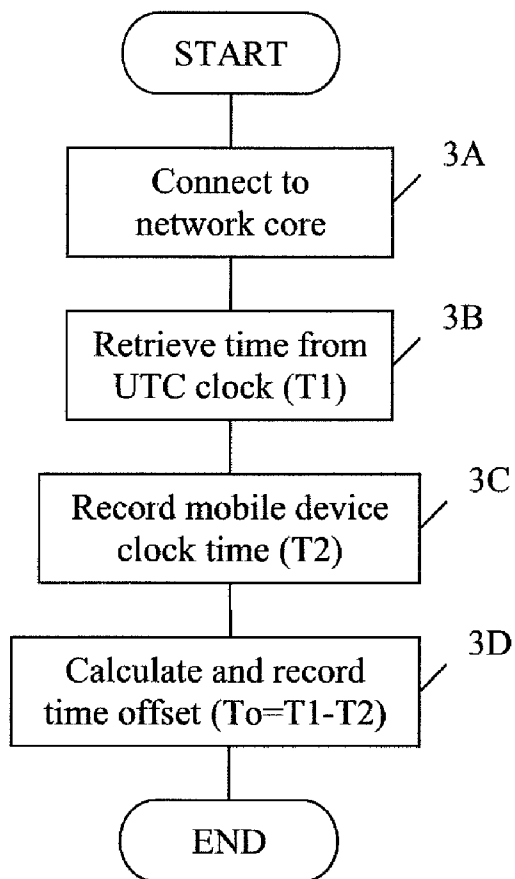 START
3A
Connect to
network core
3B
Retrieve time from
UTC clock (T1)
3C
Record mobile device
clock time (T2)
3D
Calculate and record
time offset (To=T1-T2)
END